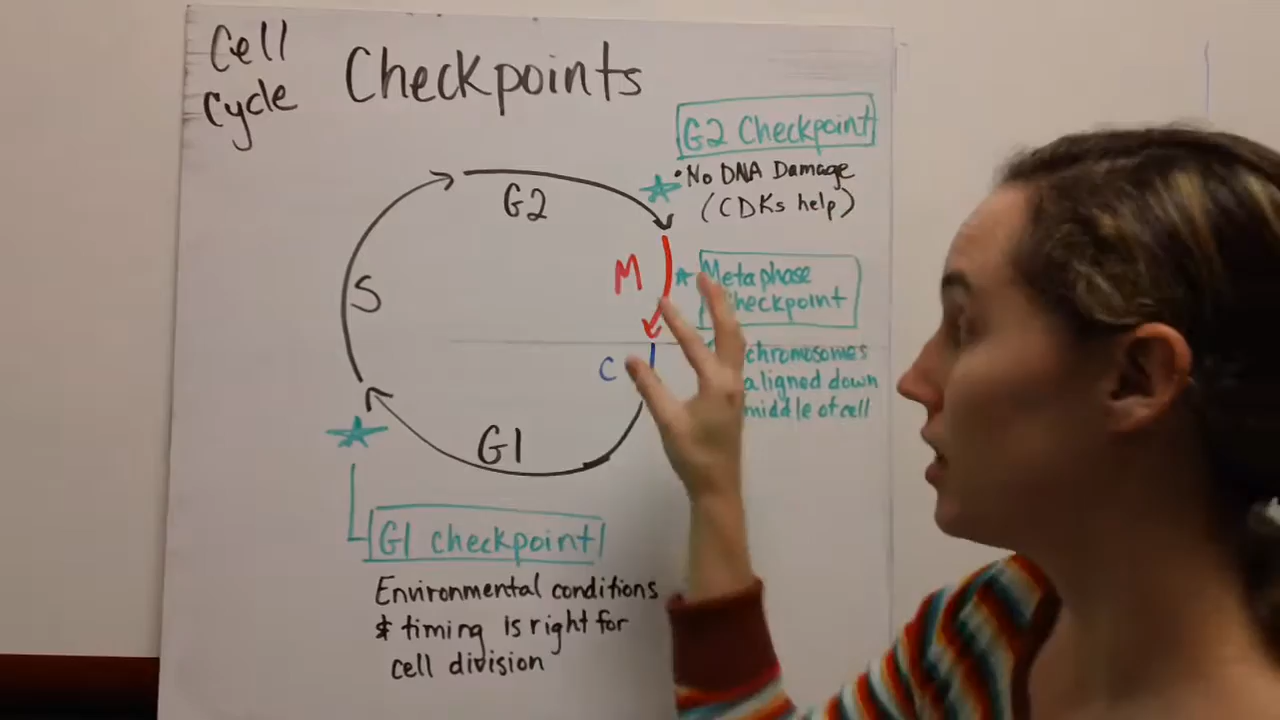 Cell
Cycle
Checkpoints
G2 Checkpoint
• No DNA Damage
(CDKs help)
G2
M
Metaphase
Checkpoint
S
C
chromosomes
aligned down
middle of cell
G1
G1 checkpoint
Environmental conditions
& timing is right for
cell division